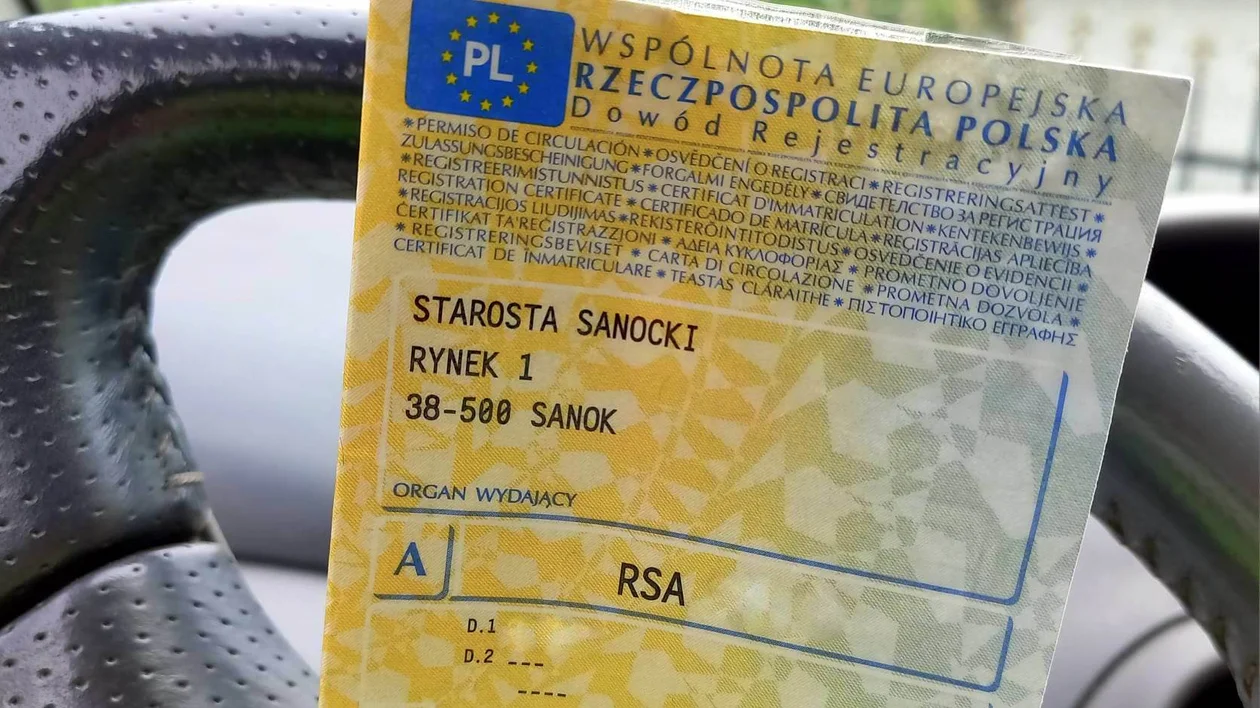 PL
WSPÓLNOTA EUROPEJSKA
RZECZPOSPOLITA POLSKA
Dowód Rejestracyjny
*PERMISO DE CIRCULACIÓN * OSVĚDČENÍ O REGISTRACI * REGISTRERINGSATTEST *
ZULASSUNGSBESCHEINIGUNG * FORGALMI ENGEDÉLY * СВИДЕТЕЛСТВО ЗА РЕГИСТРАЦИЯ
*REGISTREERIMISTUNNISTUS * CERTIFICAT D'IMMATRICULATION * KENTEKENBEWIJS *
REGISTRATION CERTIFICATE * CERTIFICADO DE MATRÍCULA * REGISTRĀCIJAS APLIECĪBA
*REGISTRACIJOS LIUDIJIMAS * REKISTERÖINTITODISTUS * OSVEDČENIE O EVIDENCII *
CERTIFIKAT TA'REĠISTRAZZJONI * ΑΔΕΙΑ ΚΥΚΛΟΦΟΡΙΑΣ * PROMETNO DOVOLJENIE
* REGISTRERINGSBEVISET * CARTA DI CIRCOLAZIONE * PROMETNA DOZVOLA *
CERTIFICAT DE ÎNMATRICULARE * TEASTAS CLÁRAITHE * ΠΙΣΤΟΠΟΙΗΤΙΚΟ ΕΓΓΡΑΦΗΣ
STAROSTA SANOCKI
RYNEK 1
38-500 SANOK
ORGAN WYDAJĄCY
A RSA
D.1
D.2 ---
----